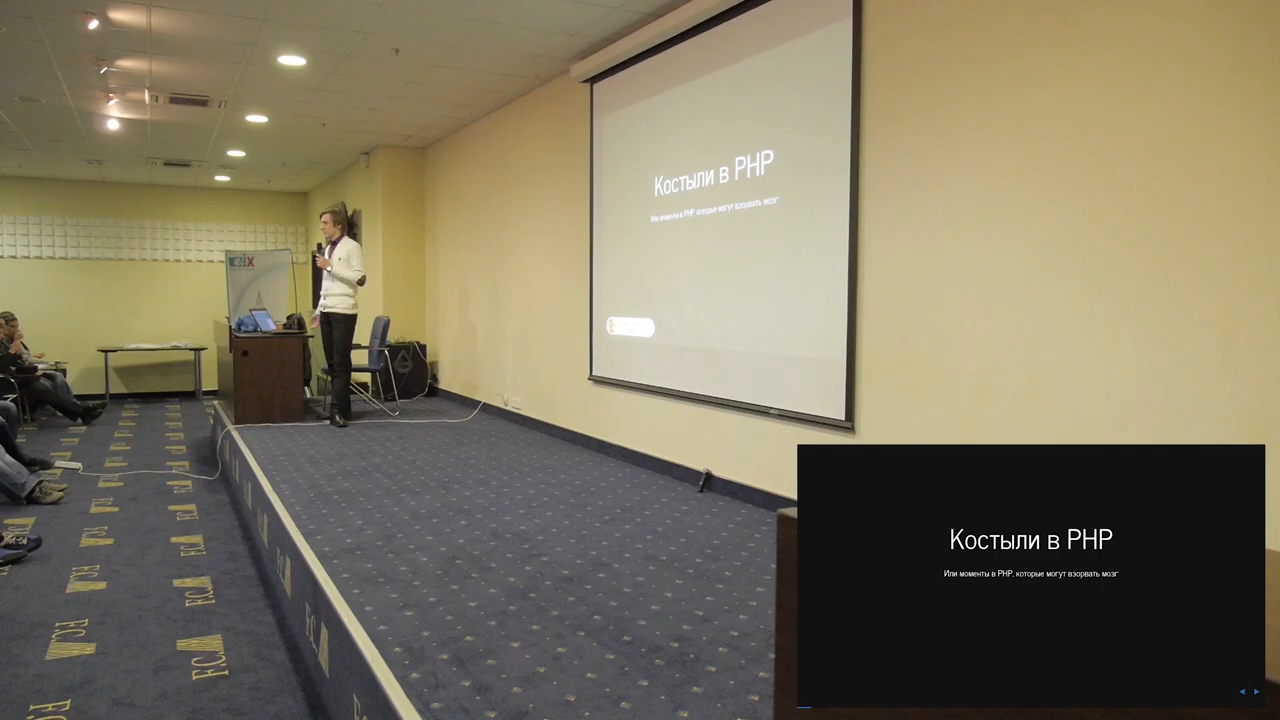 Костыли в PHP
Или моменты в PHP, которые могут взорвать мозг
Костыли в PHP
Или моменты в PHP, которые могут взорвать мозг
F.C.
F.C.
F.C.
F.C.
F.C.
F.C.
F.C.
F.C.